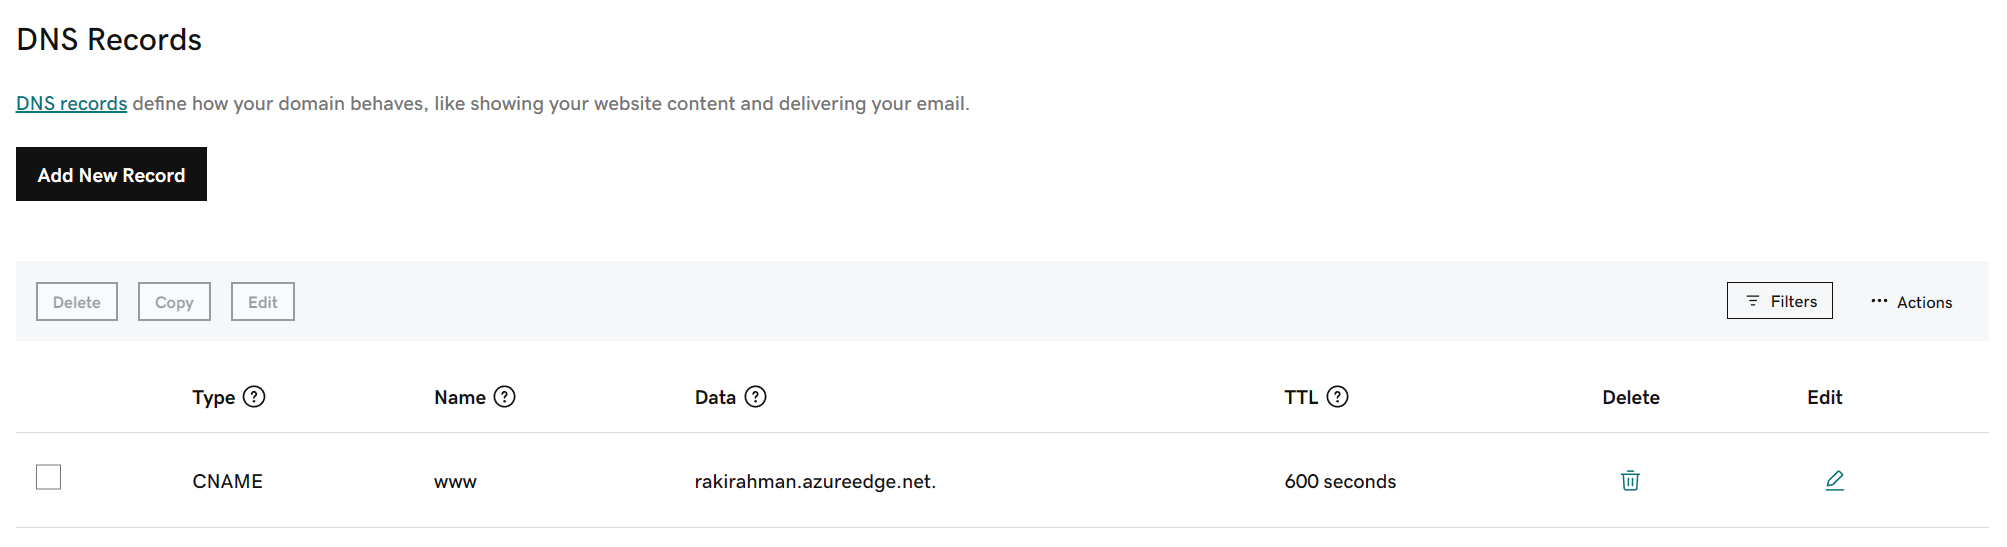 DNS Records
DNS records define how your domain behaves, like showing your website content and delivering your email.
Add New Record
Delete Copy Edit Filters ••• Actions
Type ? Name ? Data ? TTL ? Delete Edit
CNAME www rakirahman.azureedge.net. 600 seconds